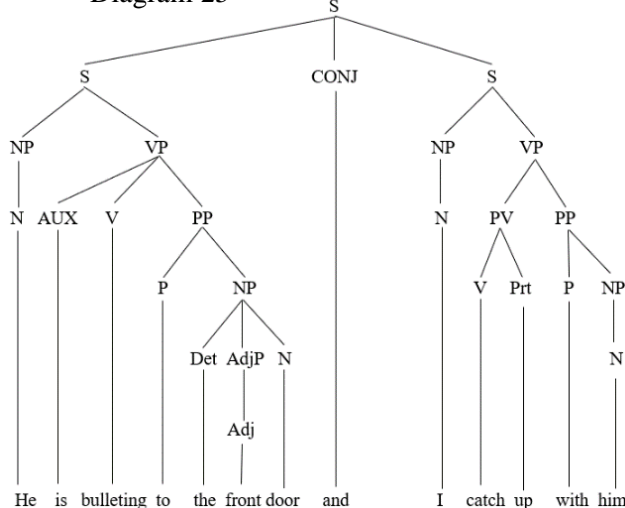 Diagram 23
S
S CONJ S
NP VP NP VP
N AUX V PP N PV PP
P NP V Prt P NP
Det AdjP N N
Adj
He is bulleting to the front door and I catch up with him